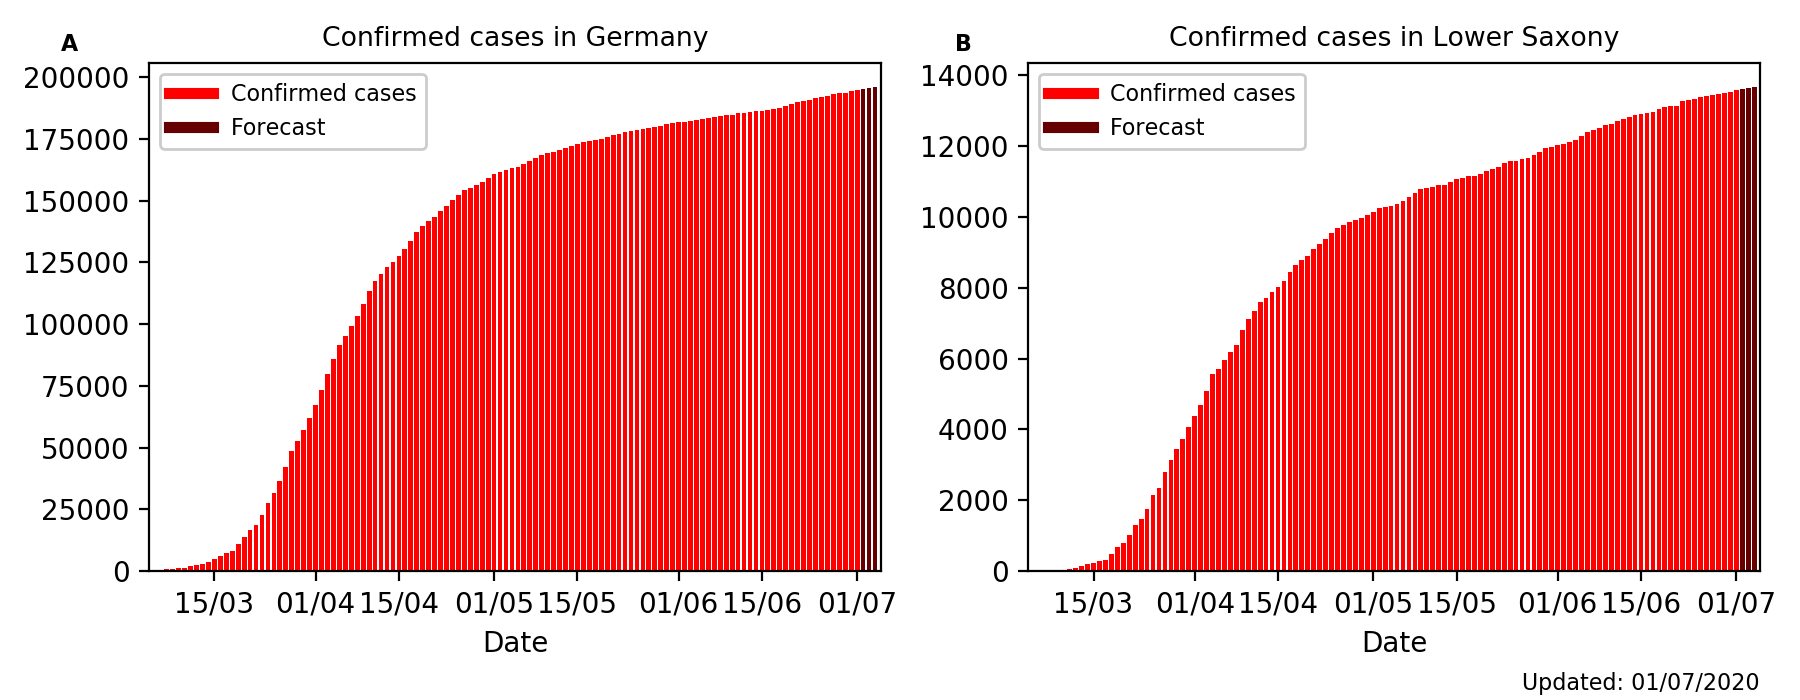 A
Confirmed cases in Germany
200000
175000
150000
125000
100000
75000
50000
25000
0
Confirmed cases
Forecast
15/03 01/04 15/04 01/05 15/05 01/06 15/06 01/07
Date
B
Confirmed cases in Lower Saxony
14000
12000
10000
8000
6000
4000
2000
0
Confirmed cases
Forecast
15/03 01/04 15/04 01/05 15/05 01/06 15/06 01/07
Date
Updated: 01/07/2020